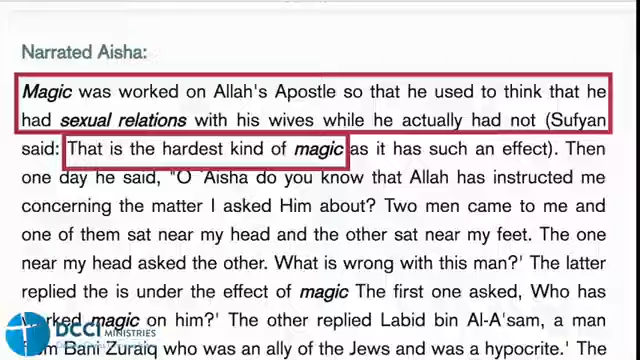 Narrated Aisha:
Magic was worked on Allah's Apostle so that he used to think that he
had sexual relations with his wives while he actually had not (Sufyan
said: That is the hardest kind of magic as it has such an effect). Then
one day he said, "O 'Aisha do you know that Allah has instructed me
concerning the matter I asked Him about? Two men came to me and
one of them sat near my head and the other sat near my feet. The one
near my head asked the other. What is wrong with this man?' The latter
replied the is under the effect of magic The first one asked, Who has
worked magic on him?' The other replied Labid bin Al-A'sam, a man
from Bani Zuraiq who was an ally of the Jews and was a hypocrite.' The
DCCI
MINISTRIES